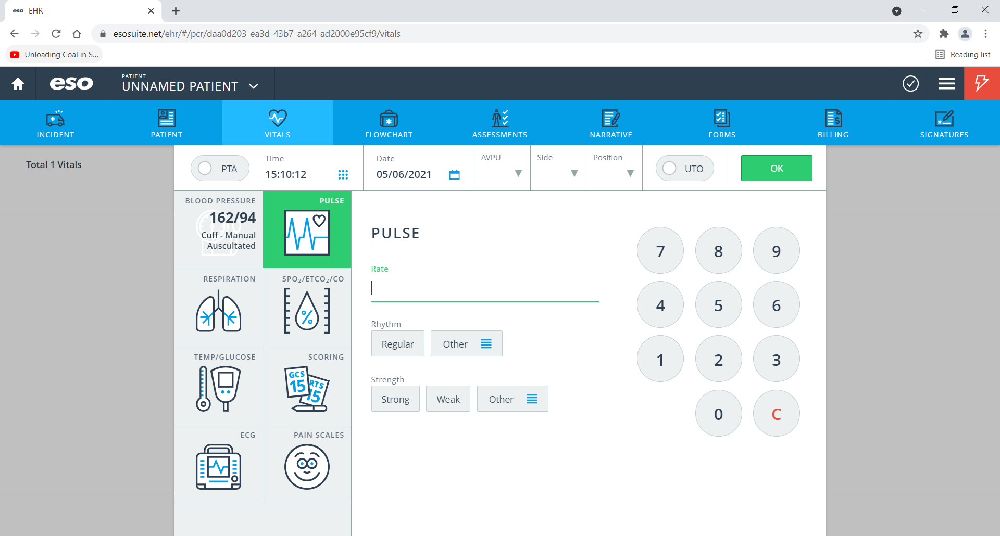 eso EHR
esosuite.net/ehr/#/pcr/daa0d203-ea3d-43b7-a264-ad2000e95cf9/vitals
Unloading Coal in S...
Reading list
eso
PATIENT
UNNAMED PATIENT
INCIDENT
PATIENT
VITALS
FLOWCHART
ASSESSMENTS
NARRATIVE
FORMS
BILLING
SIGNATURES
Total 1 Vitals
PTA
Time
15:10:12
Date
05/06/2021
AVPU
Side
Position
UTO
OK
BLOOD PRESSURE
162/94
Cuff - Manual
Auscultated
PULSE
RESPIRATION
SPO₂/ETCO₂/CO
%
TEMP/GLUCOSE
SCORING
GCS
15
RTS
15
ECG
PAIN SCALES
PULSE
Rate
Rhythm
Regular
Other
Strength
Strong
Weak
Other
7 8 9
4 5 6
1 2 3
0 C